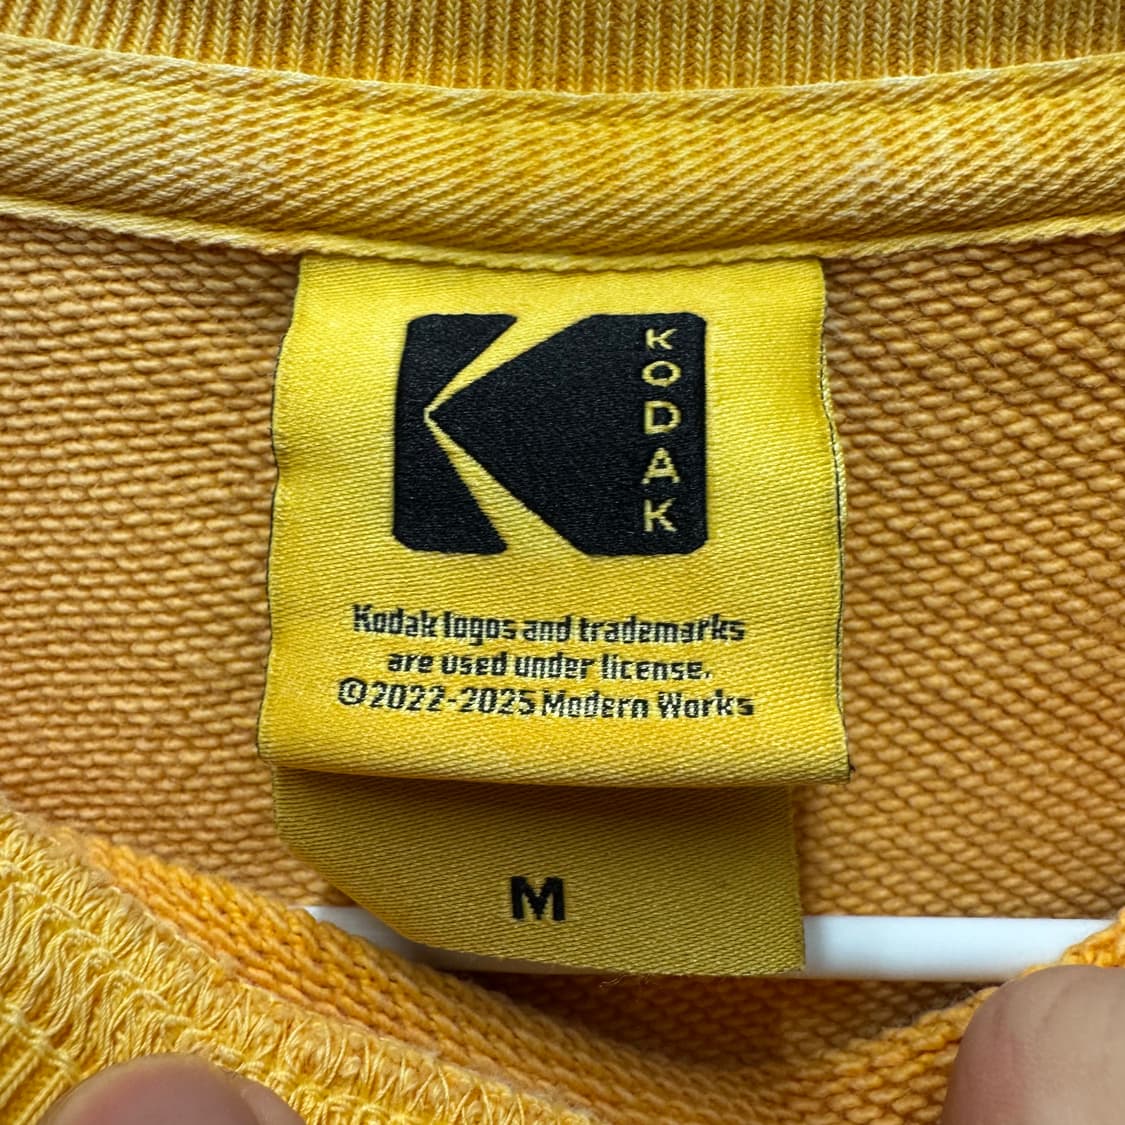 KODAK
Kodak logos and trademarks
are used under license.
©2022-2025 Modern Works
M